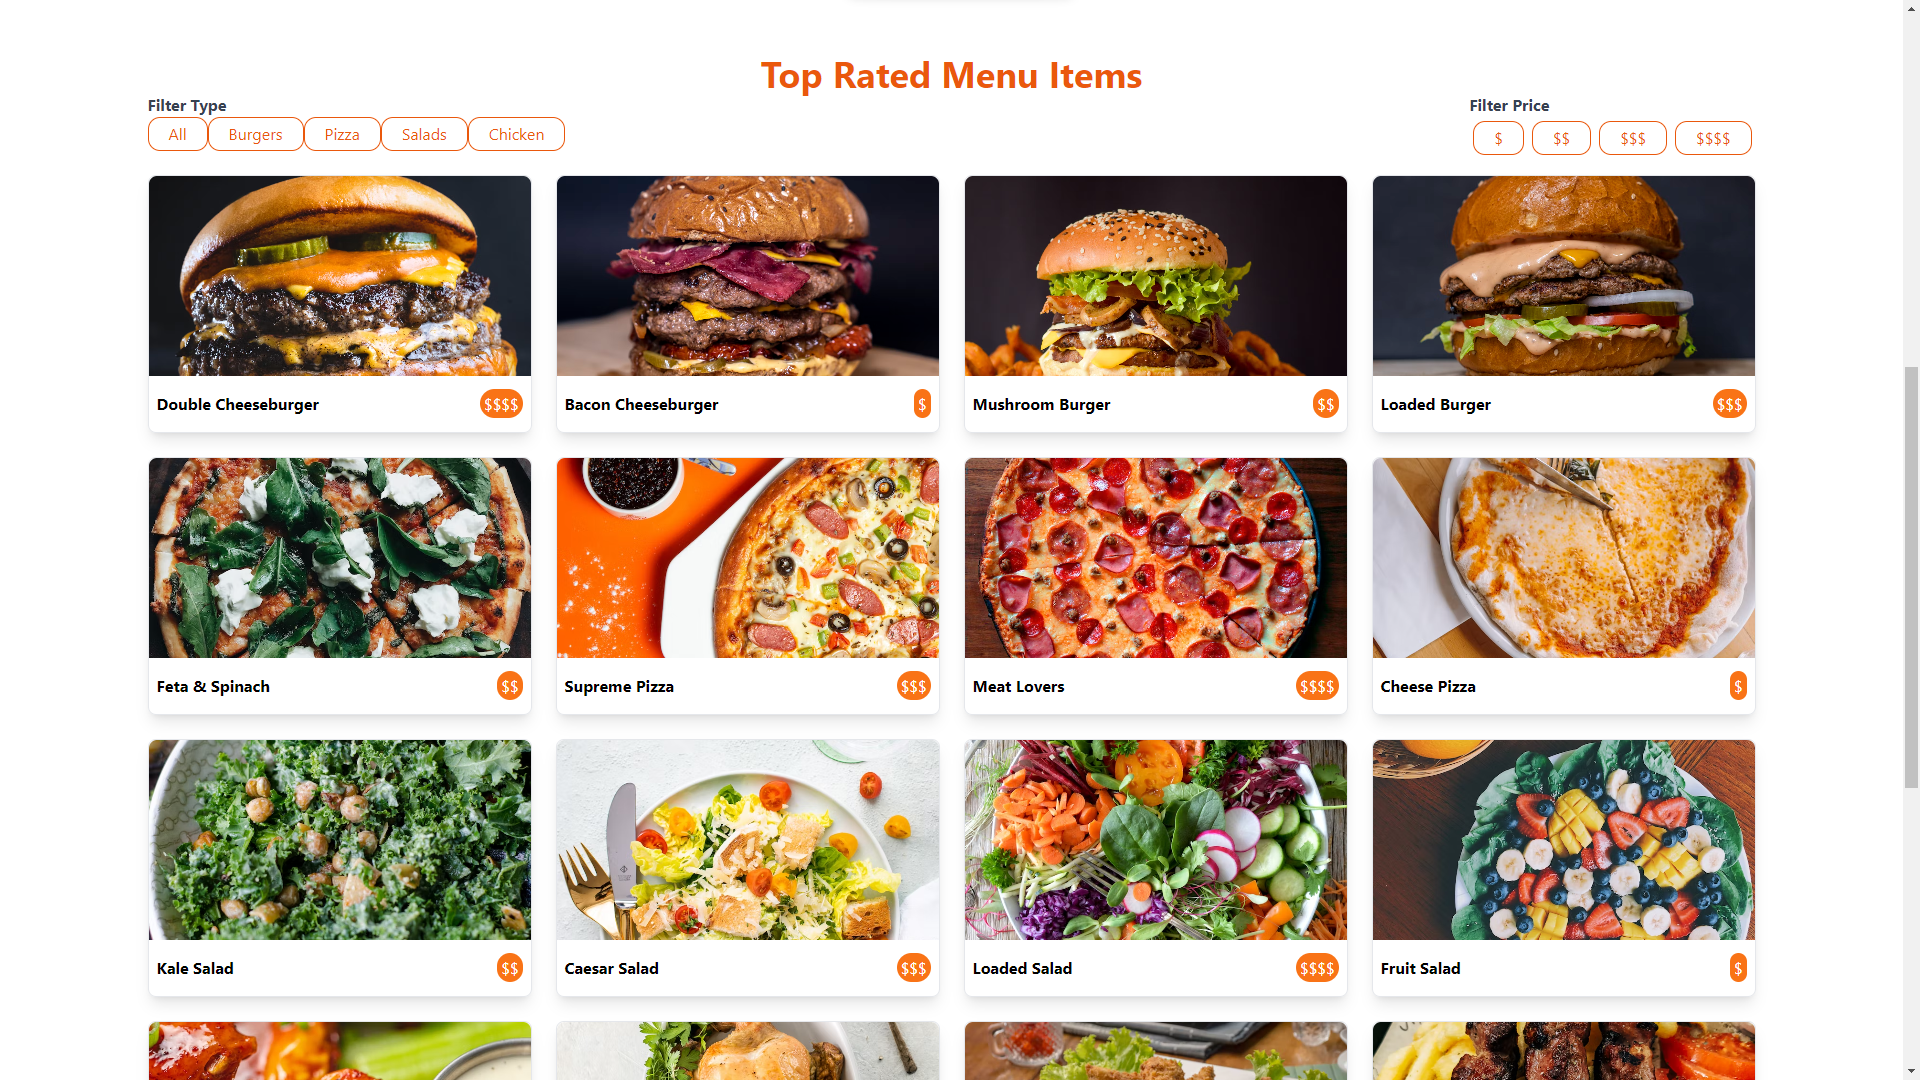 Top Rated Menu Items
Filter Type
Filter Price
All Burgers Pizza Salads Chicken
$ $$ $$$ $$$$
Double Cheeseburger $$$$
Bacon Cheeseburger $
Mushroom Burger $$
Loaded Burger $$$
Feta & Spinach $$
Supreme Pizza $$$
Meat Lovers $$$$
Cheese Pizza $
Kale Salad $$
Caesar Salad $$$
Loaded Salad $$$$
Fruit Salad $